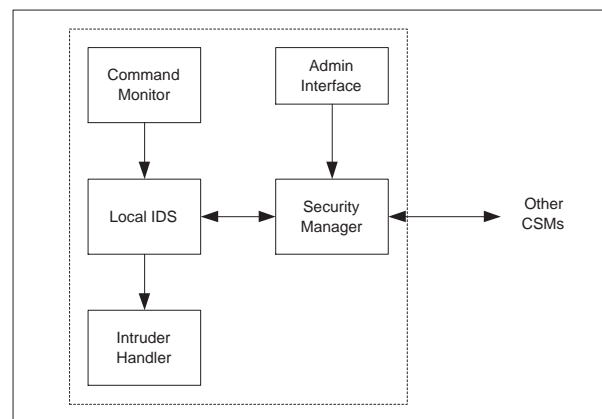 Command
Monitor
Admin
Interface
Local IDS
Security
Manager
Other
CSMs
Intruder
Handler